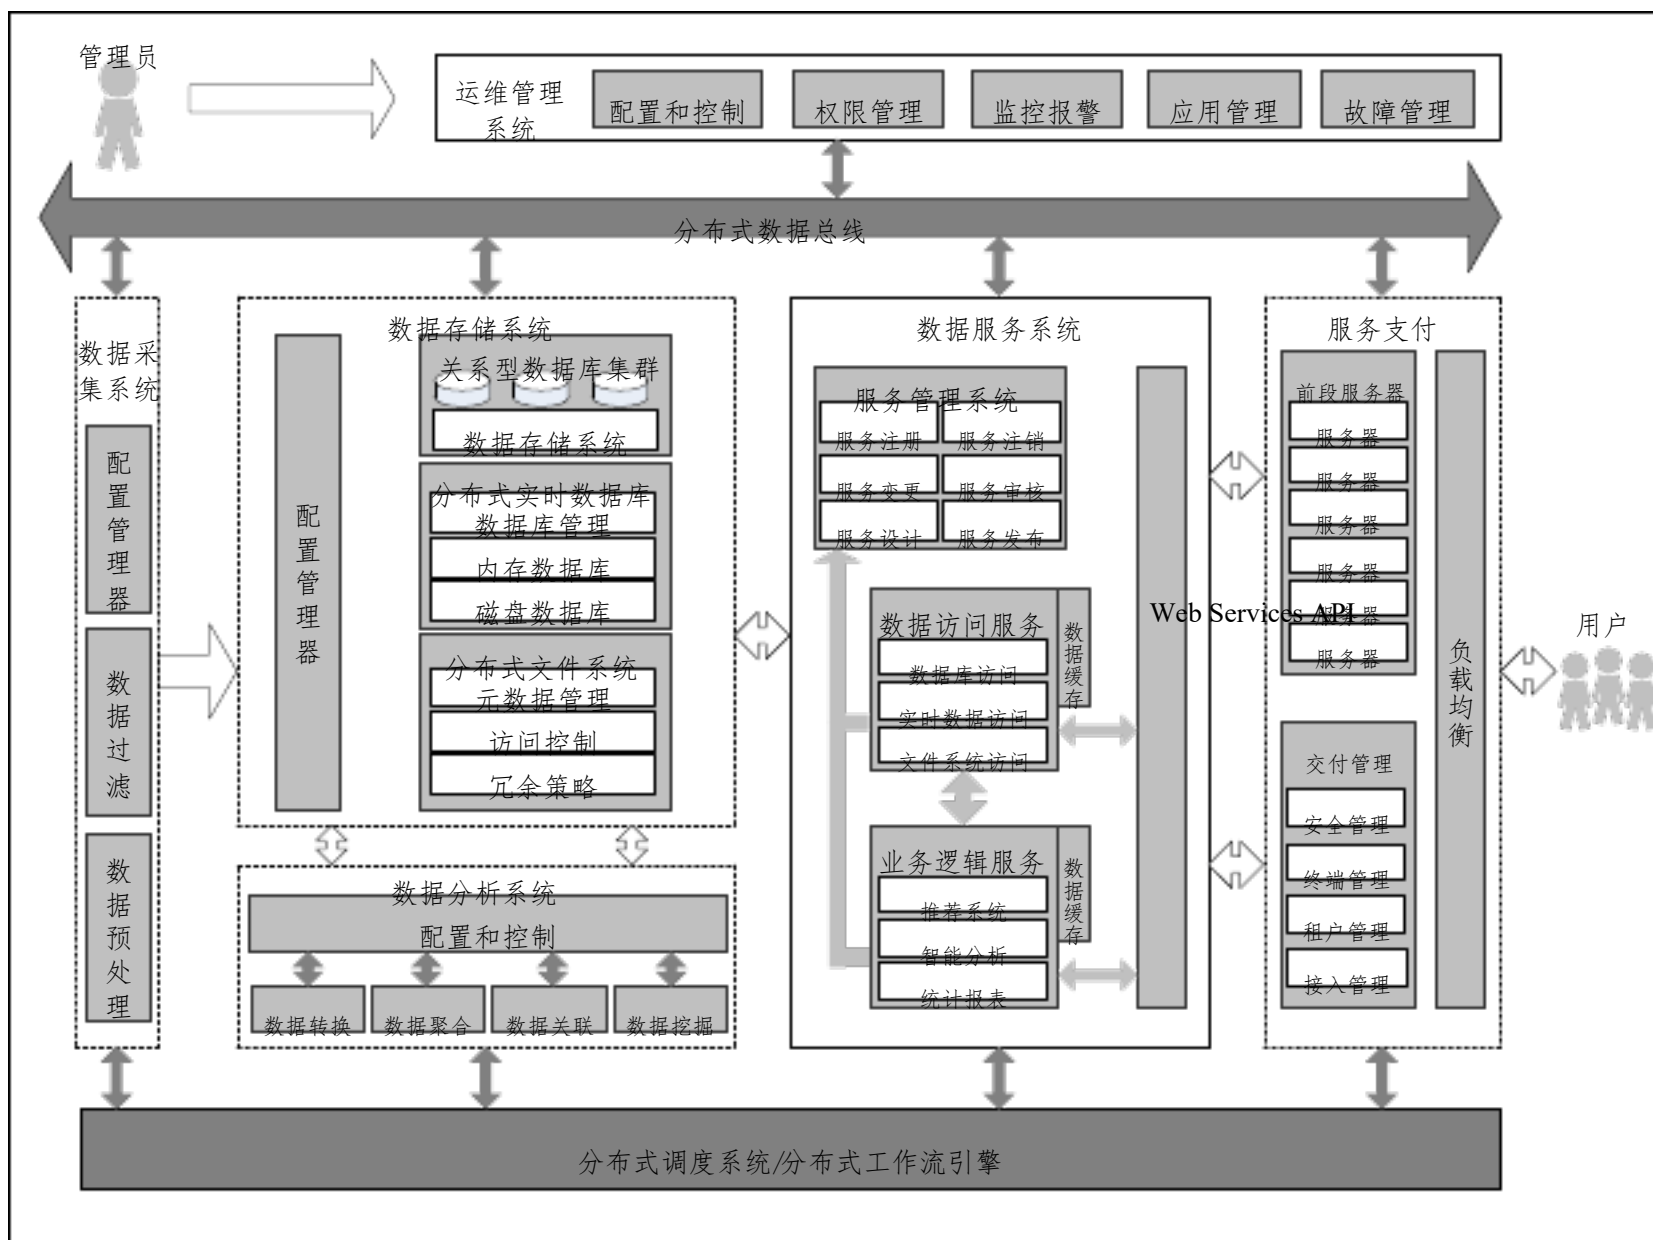 管理员
运维管理
系统
配置和控制
权限管理
监控报警
应用管理
故障管理
分布式数据总线
数据采
集系统
配置管理器
数据过滤
数据预处理
数据存储系统
配置管理器
关系型数据库集群
数据存储系统
分布式实时数据库
数据库管理
内存数据库
磁盘数据库
分布式文件系统
元数据管理
访问控制
冗余策略
数据分析系统
配置和控制
数据转换
数据聚合
数据关联
数据挖掘
数据服务系统
服务管理系统
服务注册
服务注销
服务变更
服务审核
服务设计
服务发布
数据访问服务
数据库访问
实时数据访问
文件系统访问
数据缓存
业务逻辑服务
推荐系统
智能分析
统计报表
数据缓存
Web Services API
服务支付
前段服务器
服务器
服务器
服务器
服务器
服务器
服务器
交付管理
安全管理
终端管理
租户管理
接入管理
负载均衡
用户
分布式调度系统/分布式工作流引擎